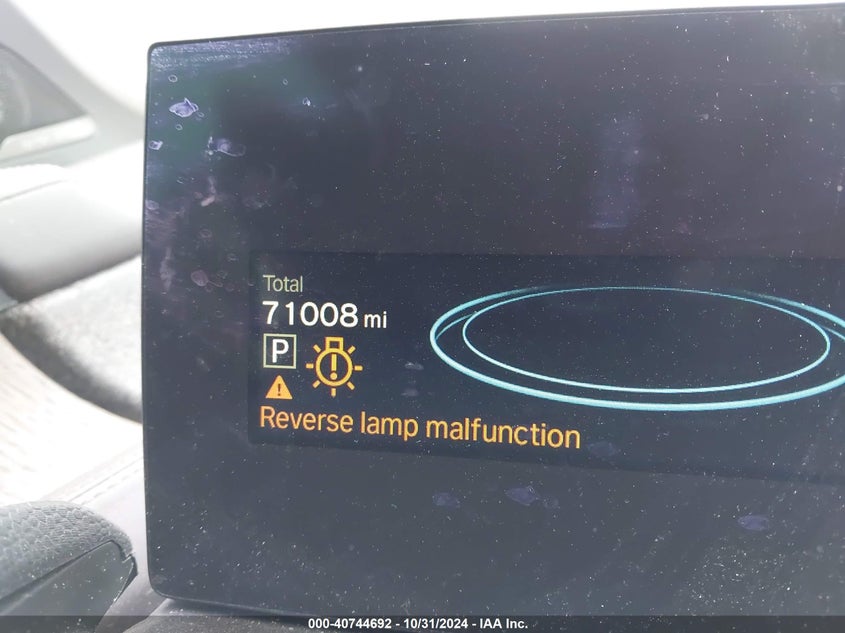 Total
71008 mi
P
Reverse lamp malfunction
000-40744692 - 10/31/2024 - IAA Inc.